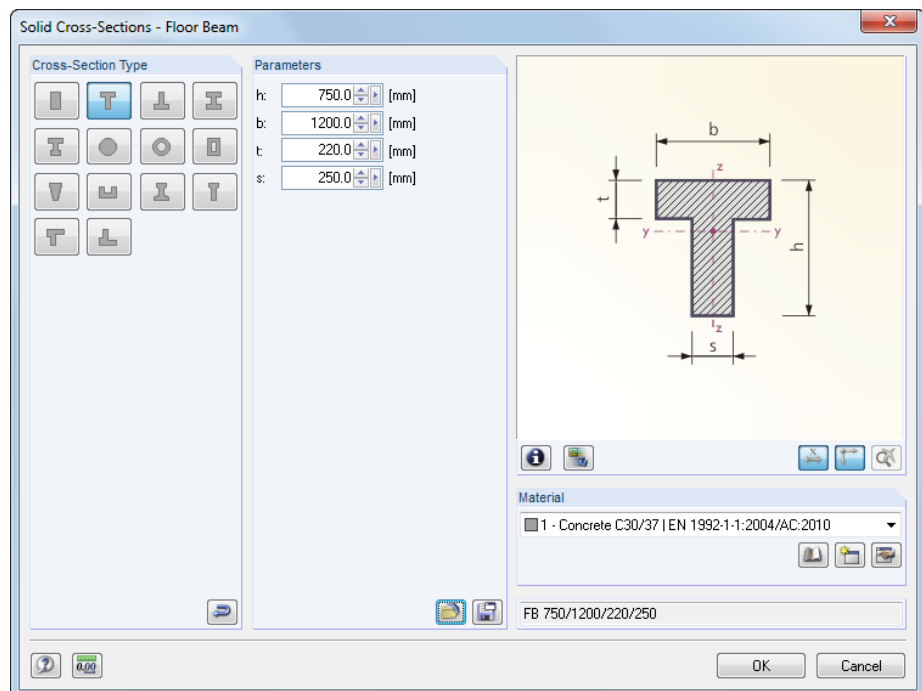 Solid Cross-Sections - Floor Beam
Cross-Section Type
Parameters
h: 750.0 [mm]
b: 1200.0 [mm]
t: 220.0 [mm]
s: 250.0 [mm]
b
z
t
y
y
h
z
s
X
Material
1 - Concrete C30/37 | EN 1992-1-1:2004/AC:2010
FB 750/1200/220/250
0.00
OK
Cancel